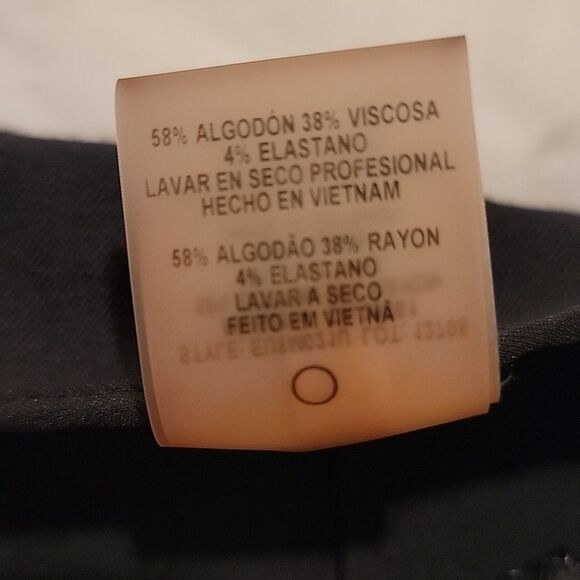 58% ALGODÓN 38% VISCOSA
4% ELASTANO
LAVAR EN SECO PROFESIONAL
HECHO EN VIETNAM
58% ALGODÃO 38% RAYON
4% ELASTANO
LAVAR A SECO
FEITO EM VIETNÃ